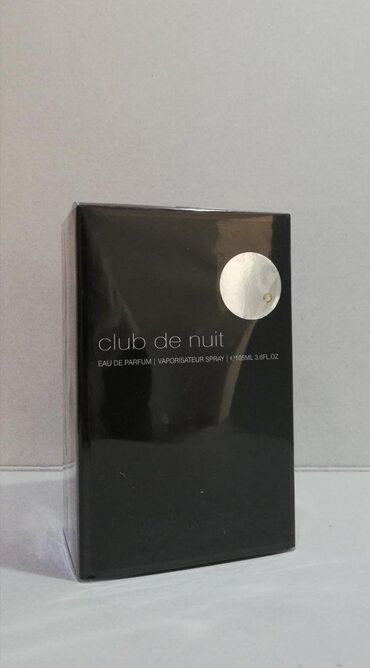 club de nuit
EAU DE PARFUM | VAPORISATEUR SPRAY | e 105ML 3.6FL.OZ